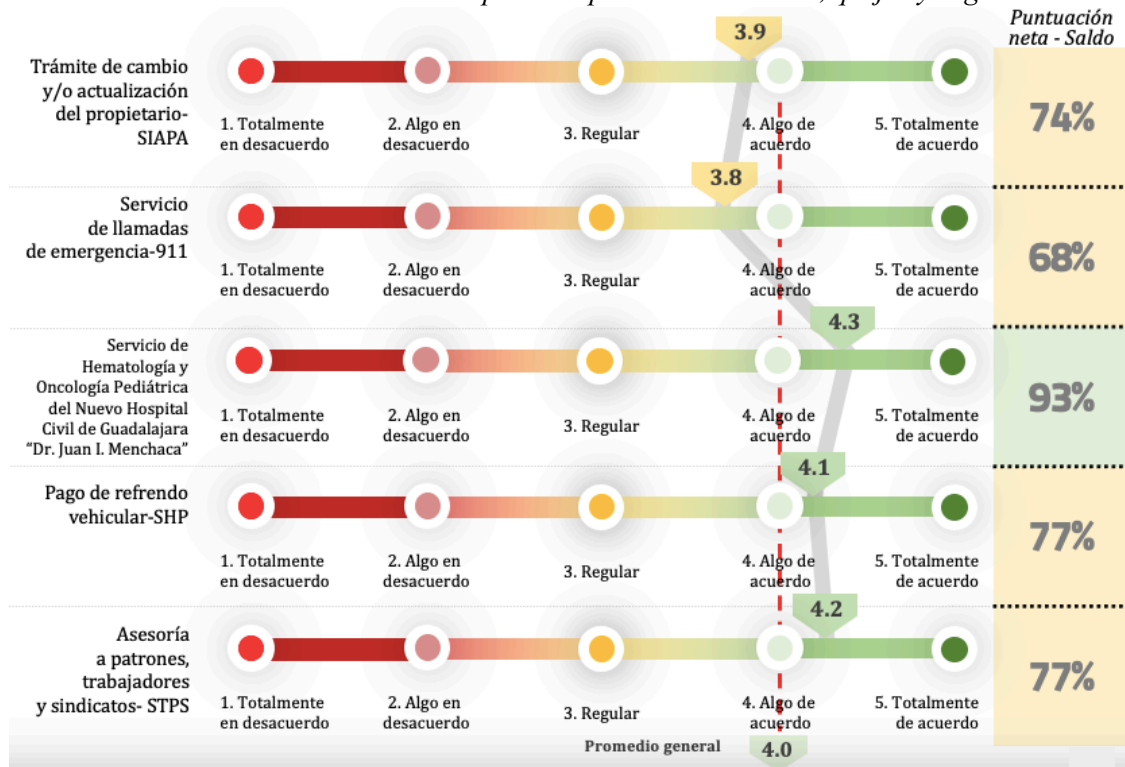 Puntuación
neta - Saldo
3.9
Trámite de cambio
y/o actualización
del propietario-
SIAPA
1. Totalmente
en desacuerdo
2. Algo en
desacuerdo
3. Regular
4. Algo de
acuerdo
5. Totalmente
de acuerdo
74%
3.8
Servicio
de llamadas
de emergencia-911
1. Totalmente
en desacuerdo
2. Algo en
desacuerdo
3. Regular
4. Algo de
acuerdo
5. Totalmente
de acuerdo
68%
4.3
Servicio de
Hematología y
Oncología Pediátrica
del Nuevo Hospital
Civil de Guadalajara
“Dr. Juan I. Menchaca”
1. Totalmente
en desacuerdo
2. Algo en
desacuerdo
3. Regular
4. Algo de
acuerdo
5. Totalmente
de acuerdo
93%
4.1
Pago de refrendo
vehicular-SHP
1. Totalmente
en desacuerdo
2. Algo en
desacuerdo
3. Regular
4. Algo de
acuerdo
5. Totalmente
de acuerdo
77%
4.2
Asesoría
a patrones,
trabajadores
y sindicatos- STPS
1. Totalmente
en desacuerdo
2. Algo en
desacuerdo
3. Regular
4. Algo de
acuerdo
5. Totalmente
de acuerdo
77%
Promedio general
4.0